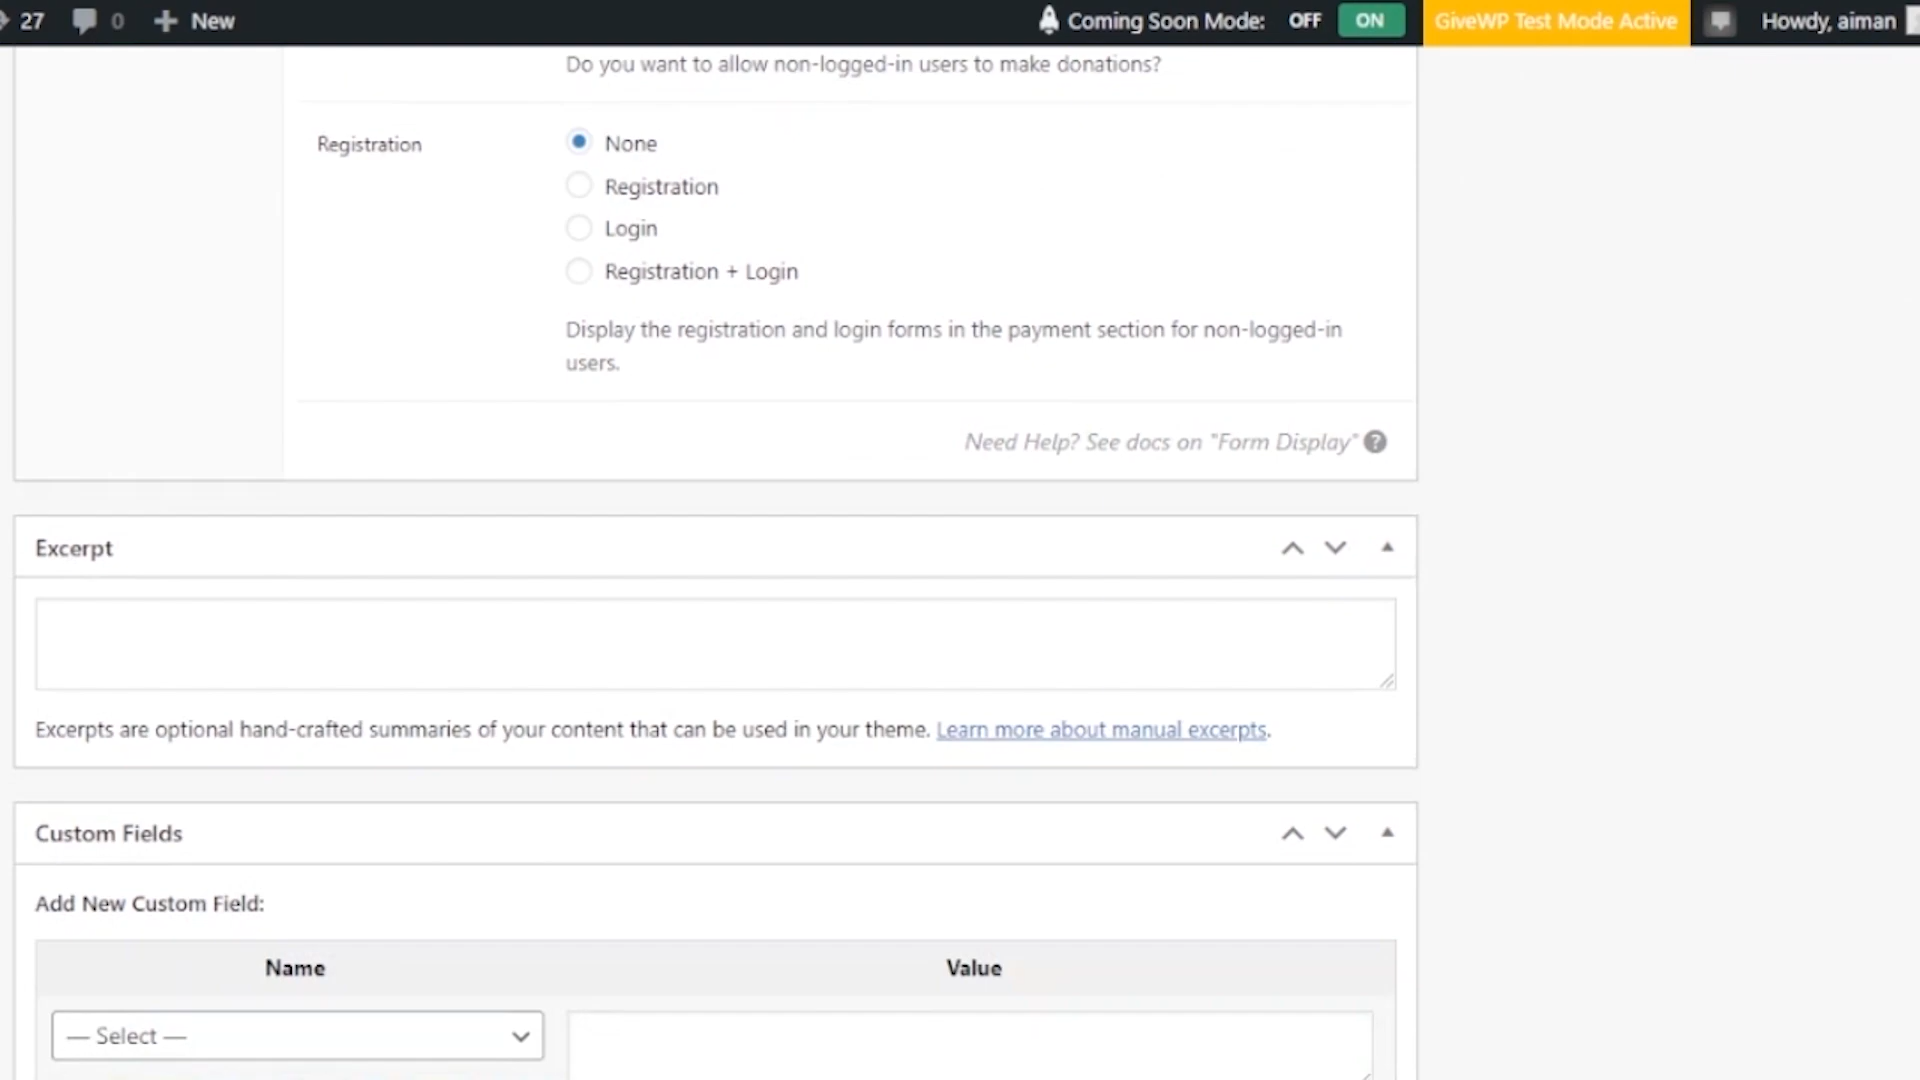 27 0 New Coming Soon Mode: OFF ON GiveWP Test Mode Active Howdy, aiman
Do you want to allow non-logged-in users to make donations?
Registration None
Registration
Login
Registration + Login
Display the registration and login forms in the payment section for non-logged-in
users.
Need Help? See docs on "Form Display" ?
Excerpt
Excerpts are optional hand-crafted summaries of your content that can be used in your theme. Learn more about manual excerpts.
Custom Fields
Add New Custom Field:
Name Value
— Select —